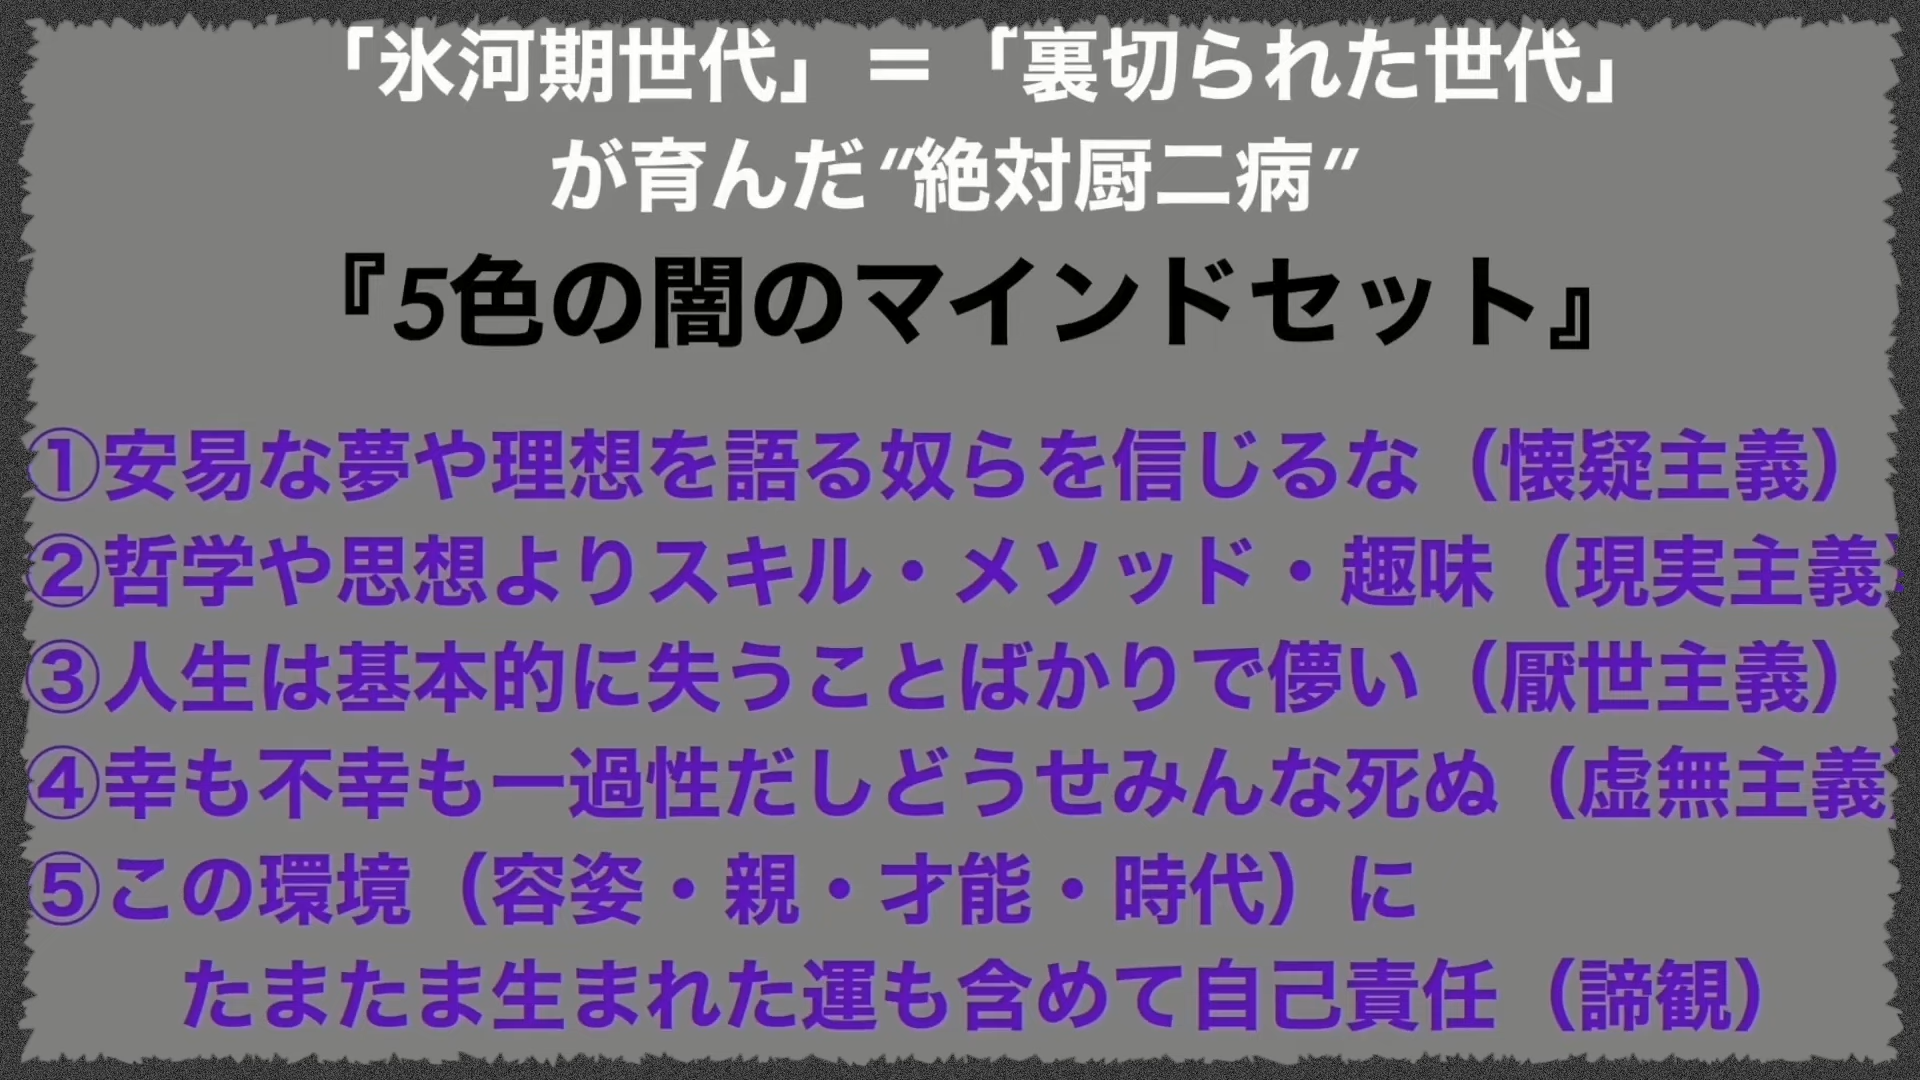 「氷河期世代」＝「裏切られた世代」
が育んだ“絶対厨二病”
『5色の闇のマインドセット』
①安易な夢や理想を語る奴らを信じるな（懐疑主義）
②哲学や思想よりスキル・メソッド・趣味（現実主義）
③人生は基本的に失うことばかりで儚い（厭世主義）
④幸も不幸も一過性だしどうせみんな死ぬ（虚無主義）
⑤この環境（容姿・親・才能・時代）に
たまたま生まれた運も含めて自己責任（諦観）